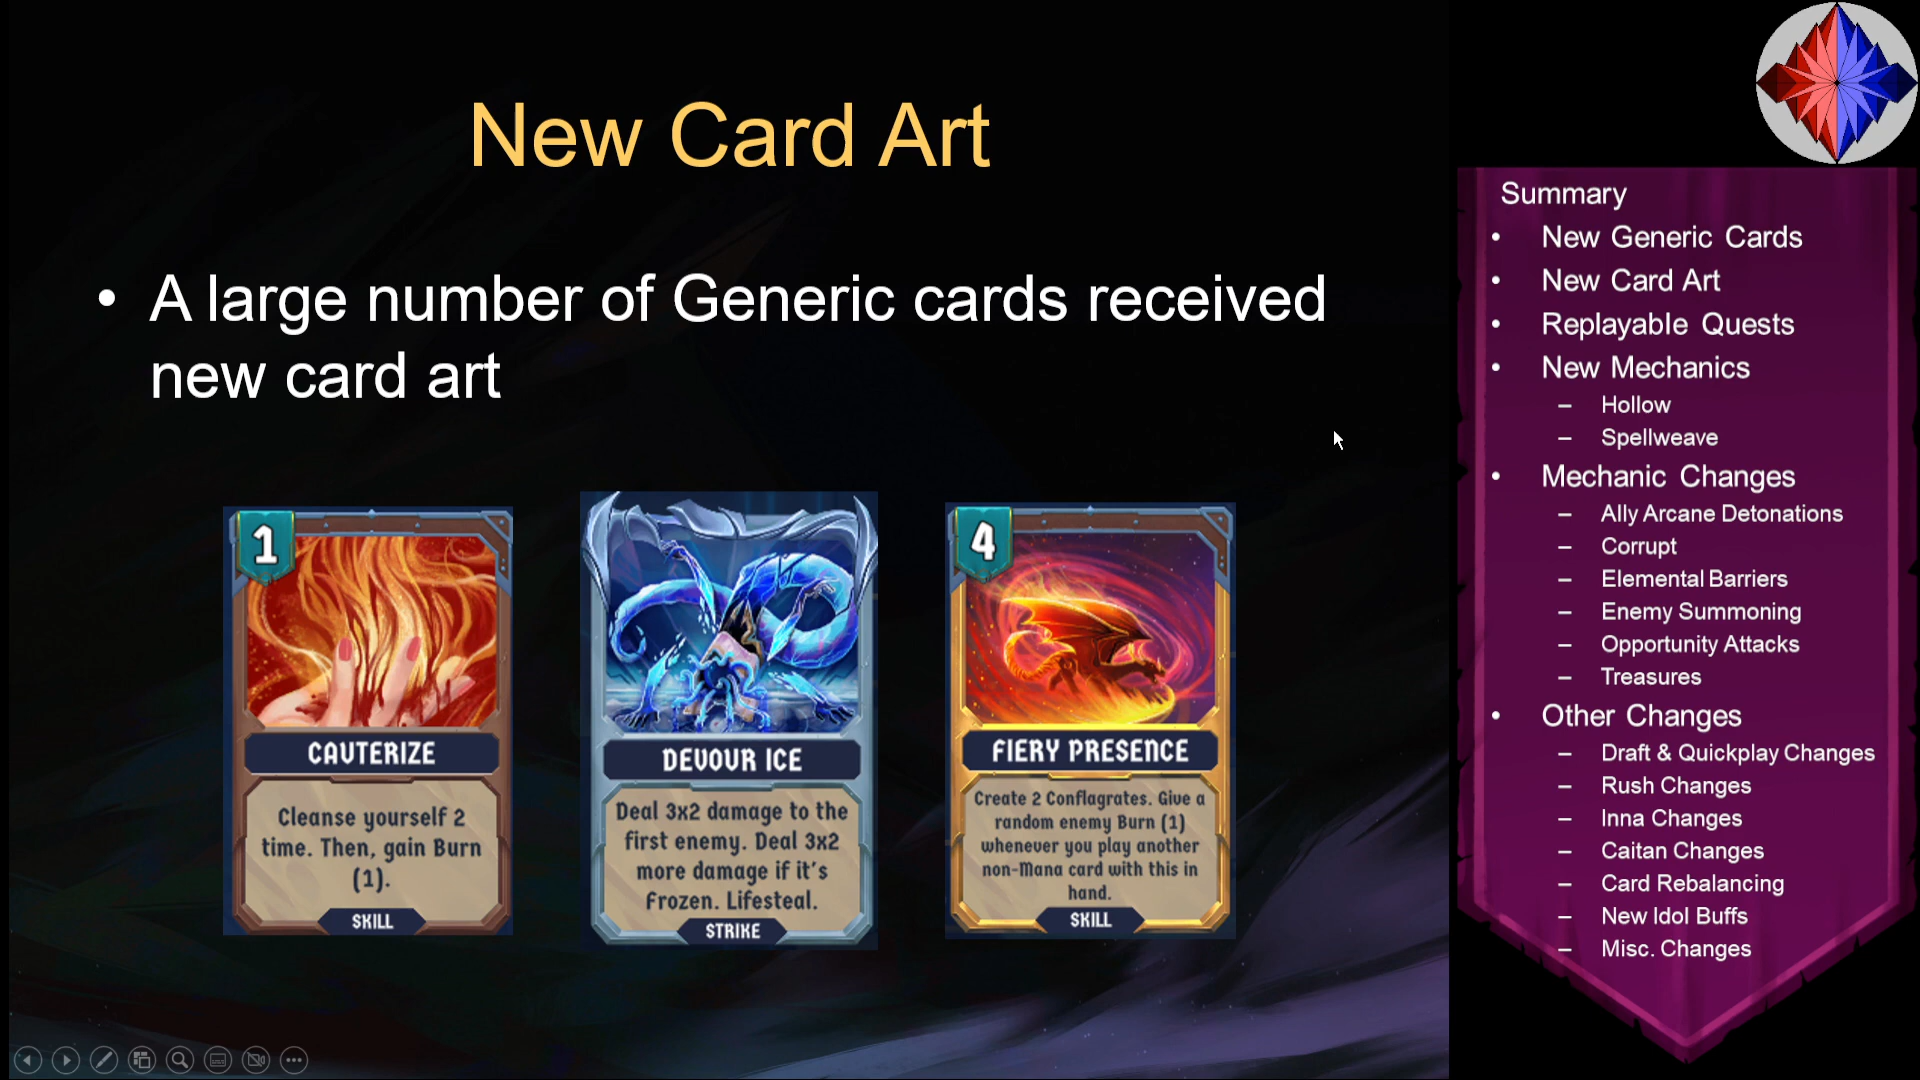 New Card Art
• A large number of Generic cards received
new card art
1
CAUTERIZE
Cleanse yourself 2
time. Then, gain Burn
(1).
SKILL
DEVOUR ICE
Deal 3x2 damage to the
first enemy. Deal 3x2
more damage if it's
Frozen. Lifesteal.
STRIKE
4
FIERY PRESENCE
Create 2 Conflagrates. Give a
random enemy Burn (1)
whenever you play another
non-Mana card with this in
hand.
SKILL
Summary
• New Generic Cards
• New Card Art
• Replayable Quests
• New Mechanics
– Hollow
– Spellweave
• Mechanic Changes
– Ally Arcane Detonations
– Corrupt
– Elemental Barriers
– Enemy Summoning
– Opportunity Attacks
– Treasures
• Other Changes
– Draft & Quickplay Changes
– Rush Changes
– Inna Changes
– Caitan Changes
– Card Rebalancing
– New Idol Buffs
– Misc. Changes